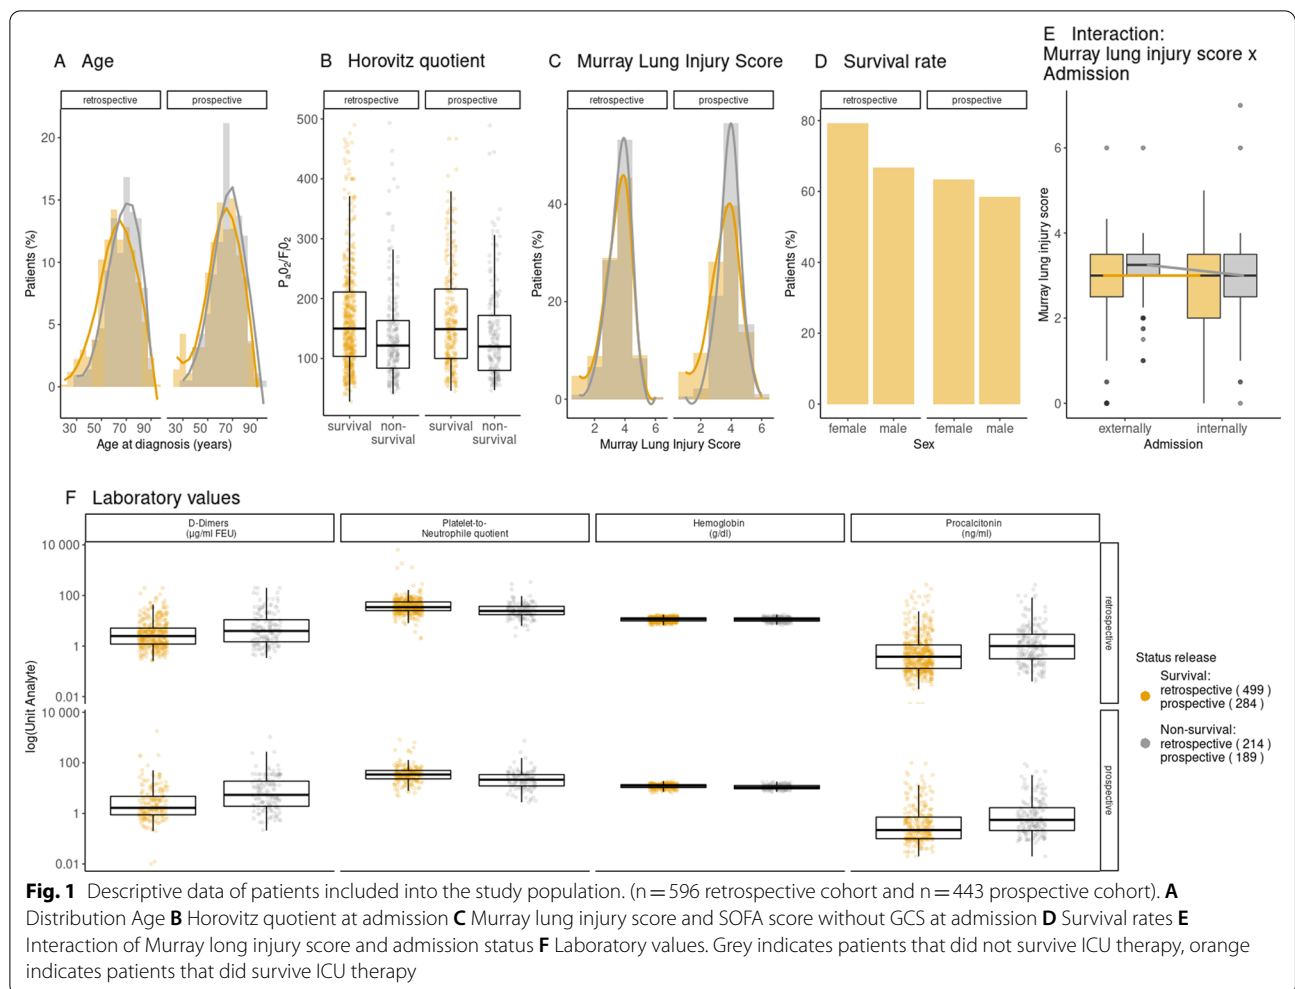 A Age
B Horovitz quotient
C Murray Lung Injury Score
D Survival rate
E Interaction:
Murray lung injury score x
Admission
retrospective
prospective
20
15
10
5
0
Patients (%)
30 50 70 90
30 50 70 90
Age at diagnosis (years)
retrospective
prospective
500
400
300
200
100
PaO2/FiO2
survival
non-
survival
survival
non-
survival
retrospective
prospective
40
20
0
Patients (%)
2 4 6
2 4 6
Murray Lung Injury Score
retrospective
prospective
80
60
40
20
0
Patients (%)
female male
female male
Sex
6
4
2
0
Murray lung injury score
externally internally
Admission
F Laboratory values
D-Dimers
(µg/ml FEU)
Platelet-to-
Neutrophile quotient
Hemoglobin
(g/dl)
Procalcitonin
(ng/ml)
10 000
100
1
0.01
10 000
100
1
0.01
log(Unit Analyte)
retrospective
prospective
Status release
Survival:
retrospective ( 499 )
prospective ( 284 )
Non-survival:
retrospective ( 214 )
prospective ( 189 )
Fig. 1 Descriptive data of patients included into the study population. (n = 596 retrospective cohort and n = 443 prospective cohort). A
Distribution Age B Horovitz quotient at admission C Murray lung injury score and SOFA score without GCS at admission D Survival rates E
Interaction of Murray long injury score and admission status F Laboratory values. Grey indicates patients that did not survive ICU therapy, orange
indicates patients that did survive ICU therapy